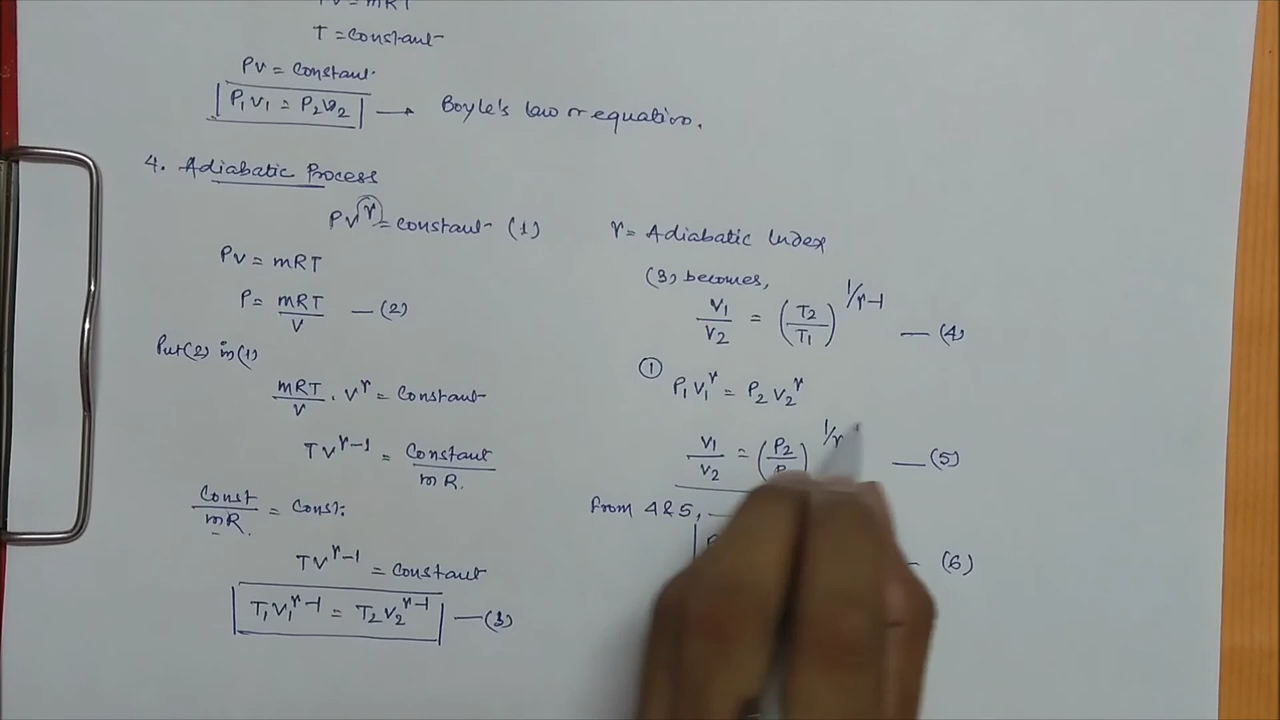 PV = mRT
T = Constant
PV = Constant.
P₁V₁ = P₂V₂ → Boyle's law or equation.
4. Adiabatic Process
PV^γ = constant - (1)
PV = mRT
P = mRT/V — (2)
Put (2) in (1)
mRT/V . V^γ = Constant
TV^γ-1 = Constant/mR.
Const/mR. = Const.
TV^γ-1 = Constant
T₁V₁^γ-1 = T₂V₂^γ-1 — (3)
γ = Adiabatic Index
(3) becomes,
V₁/V₂ = (T₂/T₁)^1/γ-1 — (4)
① P₁V₁^γ = P₂V₂^γ
V₁/V₂ = (P₂/P)^1/γ — (5)
From 4 & 5,
— (6)